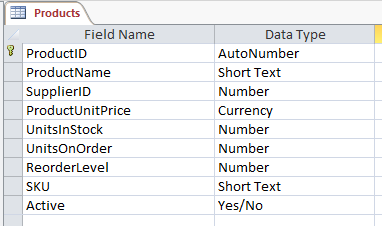 Products
Field Name Data Type
ProductID AutoNumber
ProductName Short Text
SupplierID Number
ProductUnitPrice Currency
UnitsInStock Number
UnitsOnOrder Number
ReorderLevel Number
SKU Short Text
Active Yes/No